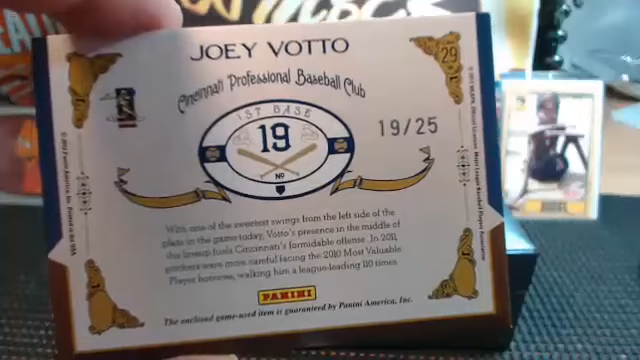 JOEY VOTTO
29
Cincinnati Professional Baseball Club
1ST BASE
19
Nº
19/25
With one of the sweetest swings from the left side of the
plate in the game today, Votto's presence in the middle of
the lineup fuels Cincinnati's formidable offense. In 2011,
pitchers were more careful facing the 2010 Most Valuable
Player honoree, walking him a league-leading 110 times.
PANINI
The enclosed game-used item is guaranteed by Panini America, Inc.